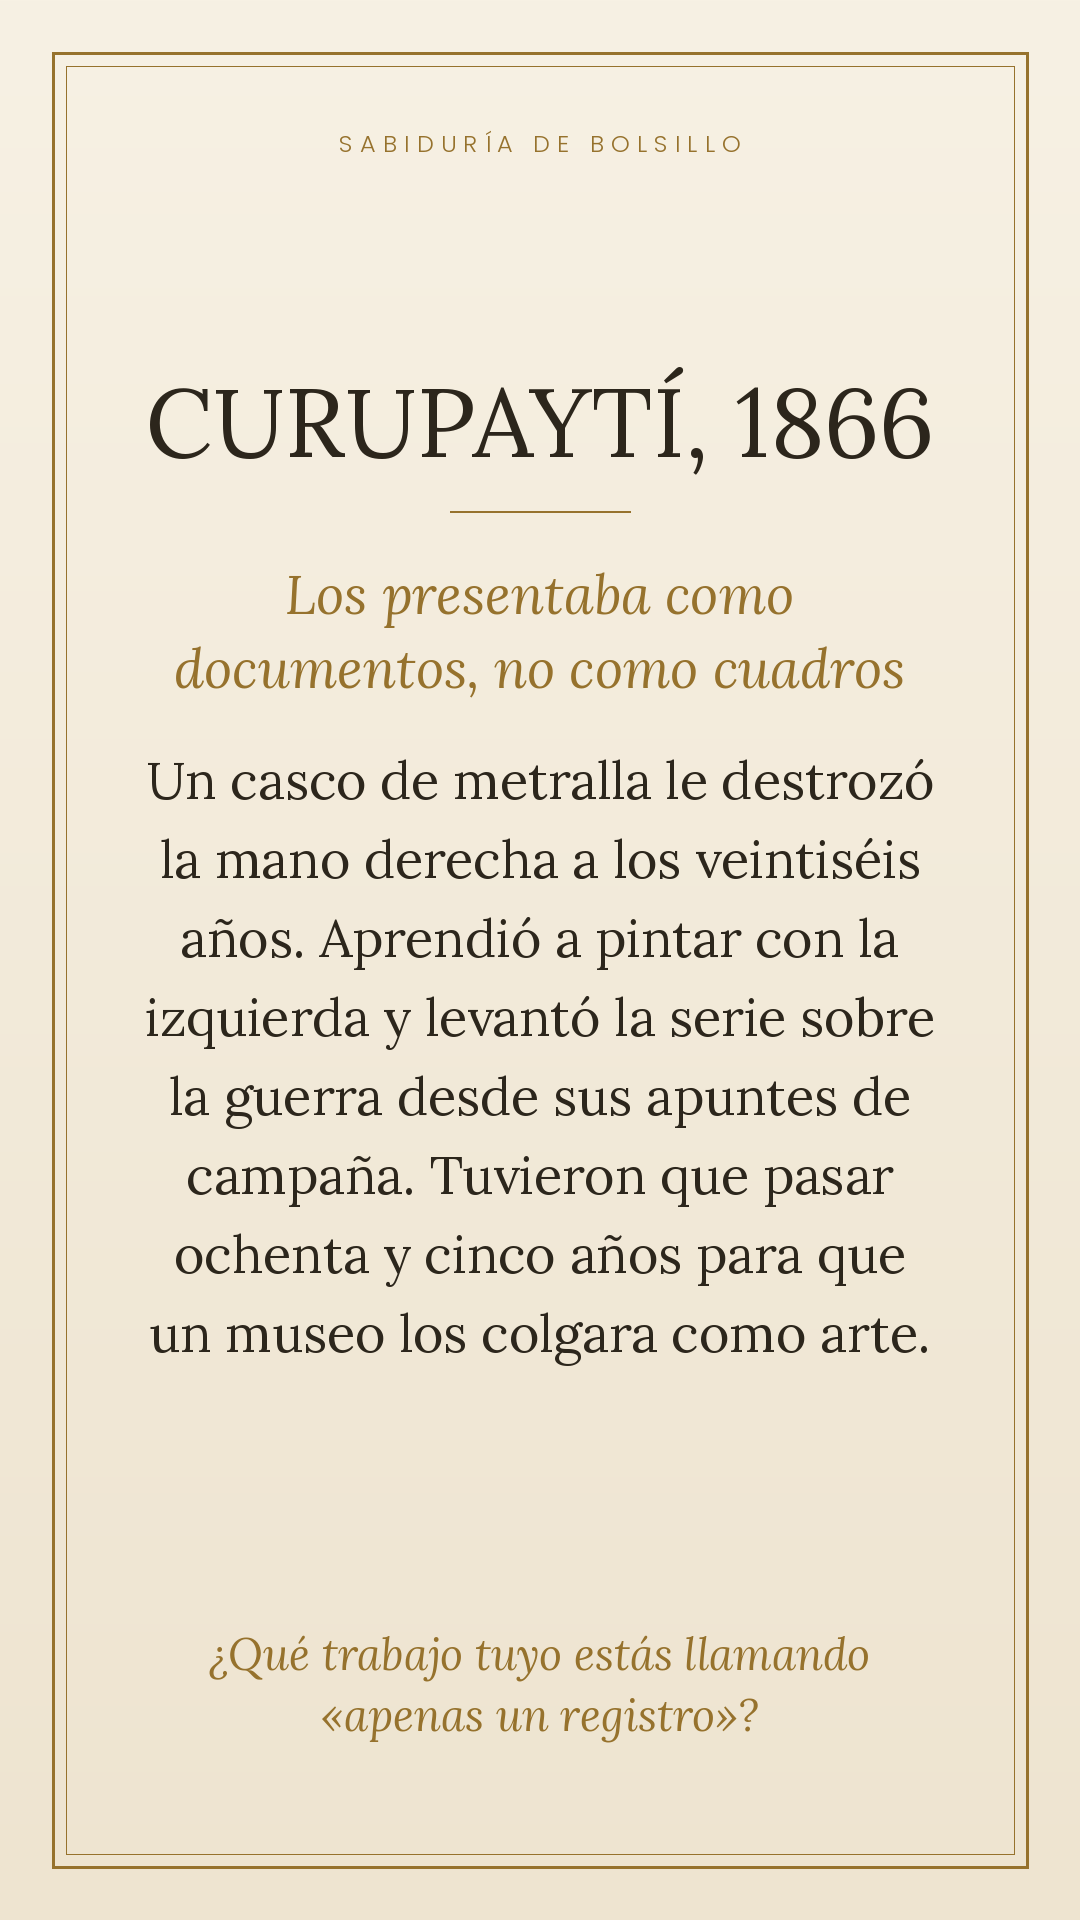 SABIDURÍA DE BOLSILLO
CURUPAYTÍ, 1866
Los presentaba como
documentos, no como cuadros
Un casco de metralla le destrozó
la mano derecha a los veintiséis
años. Aprendió a pintar con la
izquierda y levantó la serie sobre
la guerra desde sus apuntes de
campaña. Tuvieron que pasar
ochenta y cinco años para que
un museo los colgara como arte.
¿Qué trabajo tuyo estás llamando
«apenas un registro»?